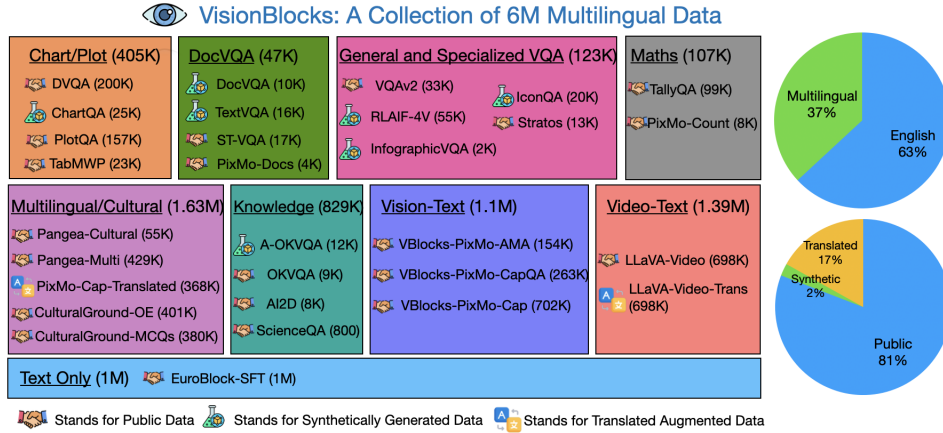 VisionBlocks: A Collection of 6M Multilingual Data
Chart/Plot (405K)
DVQA (200K)
ChartQA (25K)
PlotQA (157K)
TabMWP (23K)
DocVQA (47K)
DocVQA (10K)
TextVQA (16K)
ST-VQA (17K)
PixMo-Docs (4K)
General and Specialized VQA (123K)
VQAv2 (33K)
RLAIF-4V (55K)
InfographicVQA (2K)
IconQA (20K)
Stratos (13K)
Maths (107K)
TallyQA (99K)
PixMo-Count (8K)
Multilingual
37%
English
63%
Multilingual/Cultural (1.63M)
Pangea-Cultural (55K)
Pangea-Multi (429K)
PixMo-Cap-Translated (368K)
CulturalGround-OE (401K)
CulturalGround-MCQs (380K)
Knowledge (829K)
A-OKVQA (12K)
OKVQA (9K)
AI2D (8K)
ScienceQA (800)
Vision-Text (1.1M)
VBlocks-PixMo-AMA (154K)
VBlocks-PixMo-CapQA (263K)
VBlocks-PixMo-Cap (702K)
Video-Text (1.39M)
LLaVA-Video (698K)
LLaVA-Video-Trans
(698K)
Translated
17%
Synthetic
2%
Public
81%
Text Only (1M)
EuroBlock-SFT (1M)
Stands for Public Data
Stands for Synthetically Generated Data
Stands for Translated Augmented Data